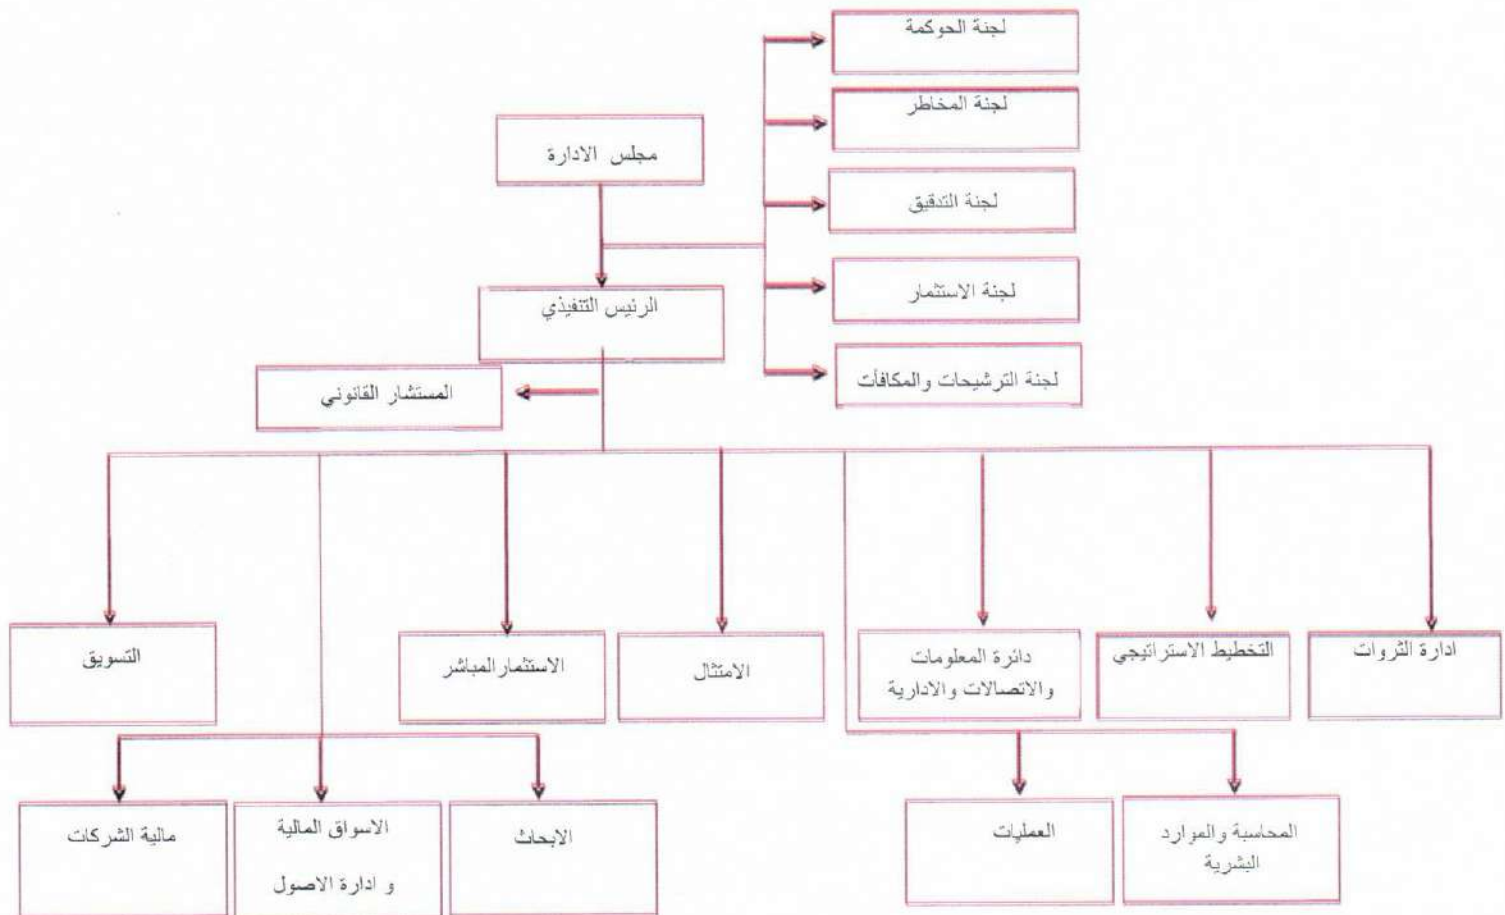 لجنة الحوكمة
لجنة المخاطر
مجلس الادارة
لجنة التدقيق
لجنة الاستثمار
الرئيس التنفيذي
لجنة الترشيحات والمكافأت
المستشار القانوني
ادارة الثروات
التخطيط الاستراتيجي
دائرة المعلومات
والاتصالات والادارية
الامتثال
الاستثمار المباشر
التسويق
المحاسبة والموارد
البشرية
العمليات
الابحاث
الاسواق المالية
و ادارة الاصول
مالية الشركات